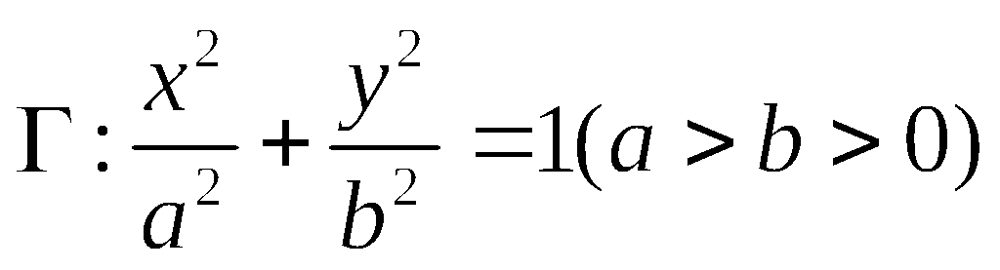 Γ: x²/a² + y²/b² = 1(a > b > 0)